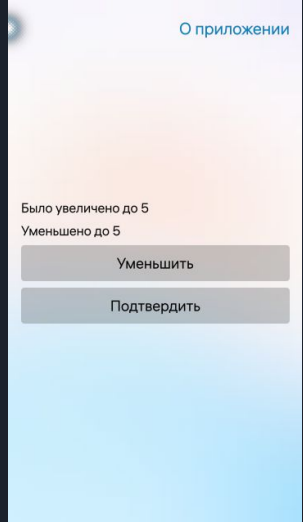 О приложении
Было увеличено до 5
Уменьшено до 5
Уменьшить
Подтвердить